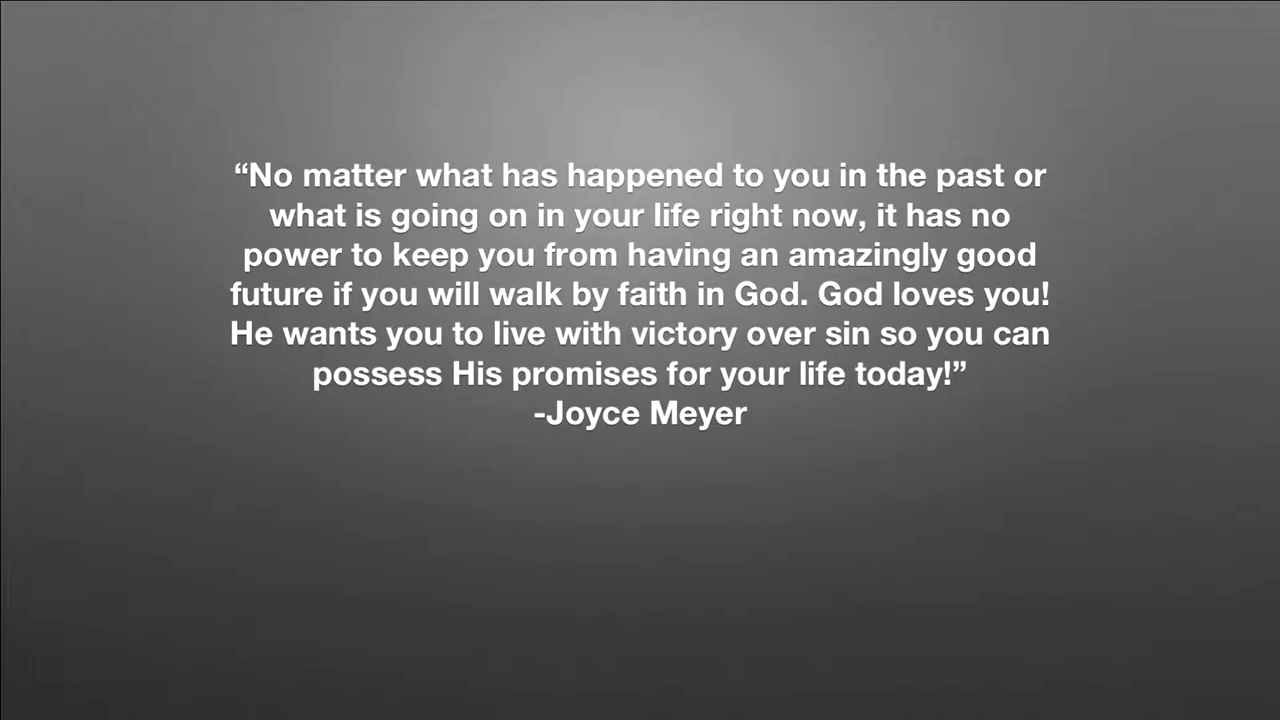 “No matter what has happened to you in the past or
what is going on in your life right now, it has no
power to keep you from having an amazingly good
future if you will walk by faith in God. God loves you!
He wants you to live with victory over sin so you can
possess His promises for your life today!”
-Joyce Meyer